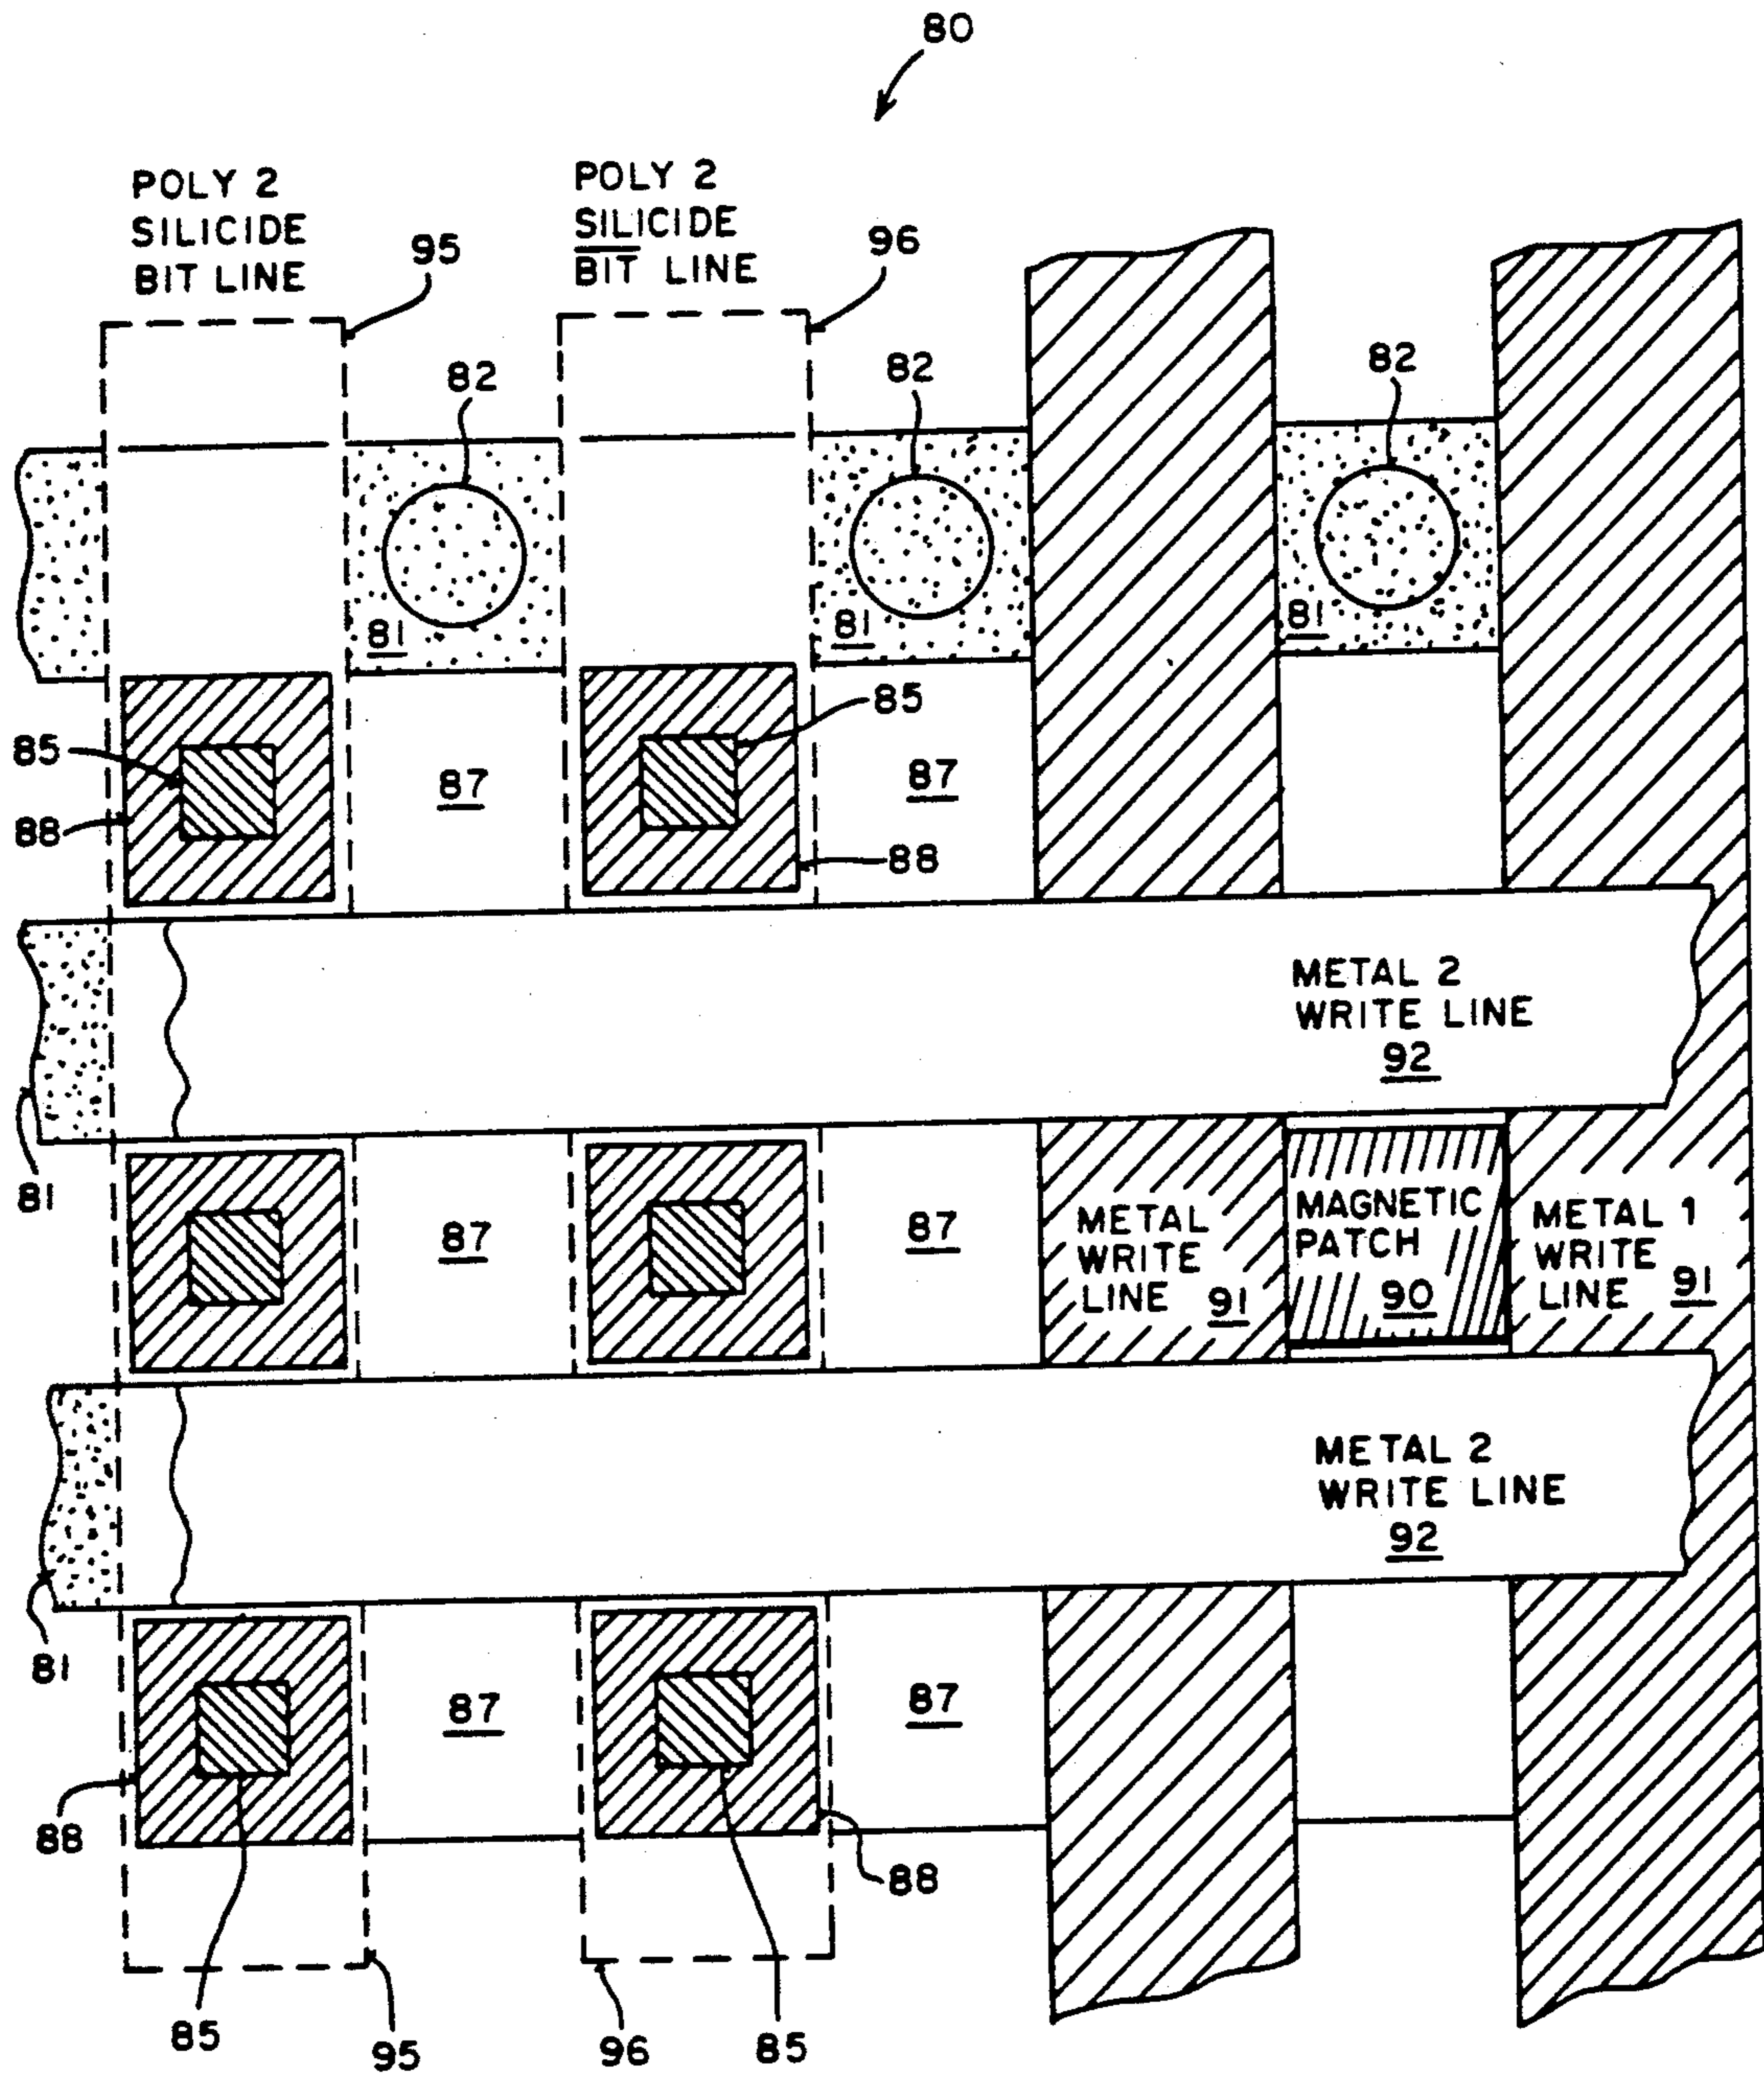 80
POLY 2
SILICIDE
BIT LINE
95
POLY 2
SILICIDE
B̅I̅T̅ LINE
96
82
82
82
81
81
81
85
88
87
85
88
87
METAL 2
WRITE LINE
92
81
87
87
METAL
WRITE
LINE 91
MAGNETIC
PATCH
90
METAL 1
WRITE
LINE 91
METAL 2
WRITE LINE
92
81
87
87
88
88
85
95
96
85